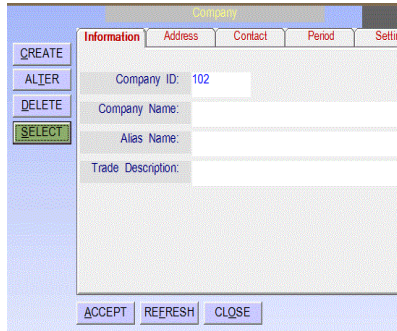 Company
Information Address Contact Period
CREATE
ALTER
DELETE
SELECT
Company ID: 102
Company Name:
Alias Name:
Trade Description:
ACCEPT REFRESH CLOSE